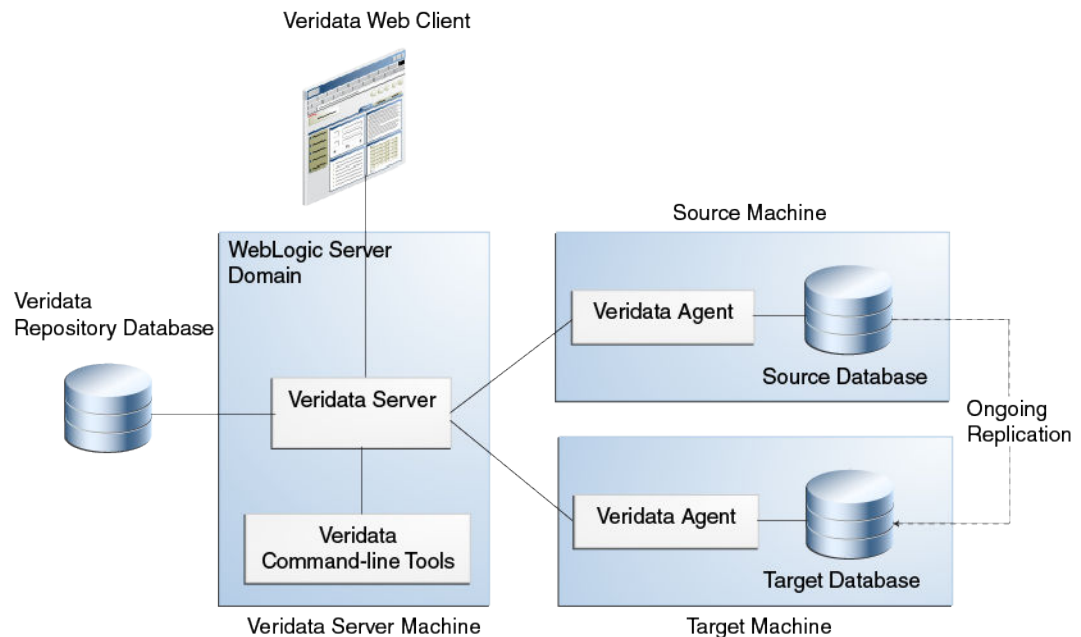 Veridata Web Client
WebLogic Server
Domain
Veridata
Repository Database
Veridata Server
Veridata
Command-line Tools
Veridata Server Machine
Source Machine
Veridata Agent
Source Database
Ongoing
Replication
Veridata Agent
Target Database
Target Machine